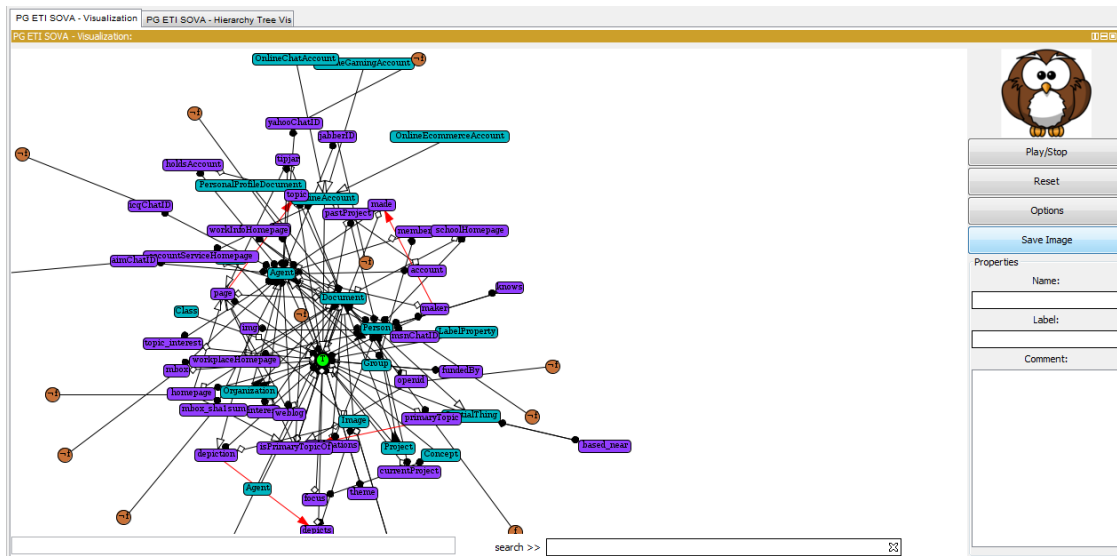 PG ETI SOVA - Visualization
PG ETI SOVA - Hierarchy Tree Vis
PG ETI SOVA - Visualization:
OnlineChatAccount
¬f
yahooChatID
jabberID
OnlineEcommerceAccount
Play/Stop
¬f
holdsAccount
tipjar
Reset
PersonalProfileDocument
topic
made
icqChatID
pastProject
Options
workInfoHomepage
member
schoolHomepage
Save Image
aimChatID
Agent
account
Properties
¬f
Name:
page
Document
knows
Class
maker
img
Person
LabelProperty
msnChatID
Label:
topic_interest
workplaceHomepage
T
Group
mbox
fundedBy
Comment:
openid
¬f
homepage
Organization
mbox_sha1sum
weblog
Image
primaryTopic
¬f
depiction
isPrimaryTopicOf
Project
Concept
based_near
currentProject
Agent
focus
theme
¬f
depicts
search >>